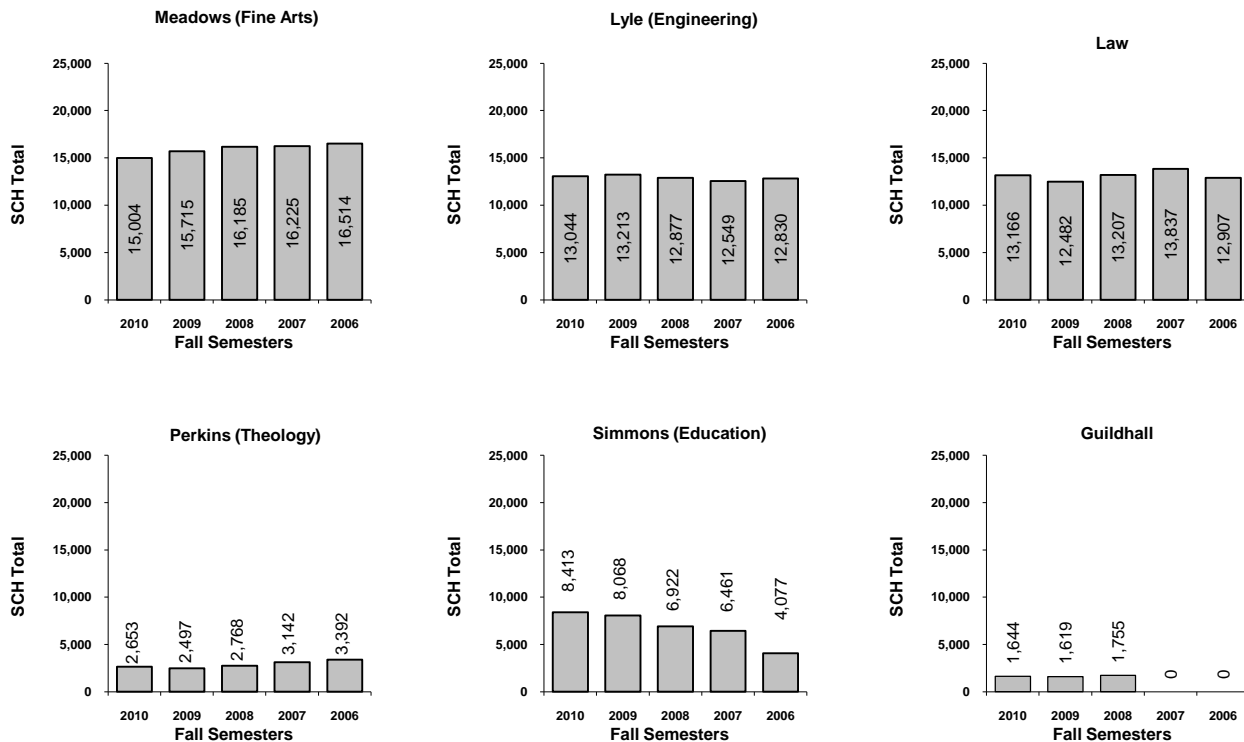 Meadows (Fine Arts)
25,000
20,000
15,000
10,000
5,000
0
SCH Total
15,004
15,715
16,185
16,225
16,514
2010 2009 2008 2007 2006
Fall Semesters
Lyle (Engineering)
25,000
20,000
15,000
10,000
5,000
0
SCH Total
13,044
13,213
12,877
12,549
12,830
2010 2009 2008 2007 2006
Fall Semesters
Law
25,000
20,000
15,000
10,000
5,000
0
SCH Total
13,166
12,482
13,207
13,837
12,907
2010 2009 2008 2007 2006
Fall Semesters
Perkins (Theology)
25,000
20,000
15,000
10,000
5,000
0
SCH Total
2,653
2,497
2,768
3,142
3,392
2010 2009 2008 2007 2006
Fall Semesters
Simmons (Education)
25,000
20,000
15,000
10,000
5,000
0
SCH Total
8,413
8,068
6,922
6,461
4,077
2010 2009 2008 2007 2006
Fall Semesters
Guildhall
25,000
20,000
15,000
10,000
5,000
0
SCH Total
1,644
1,619
1,755
0
0
2010 2009 2008 2007 2006
Fall Semesters